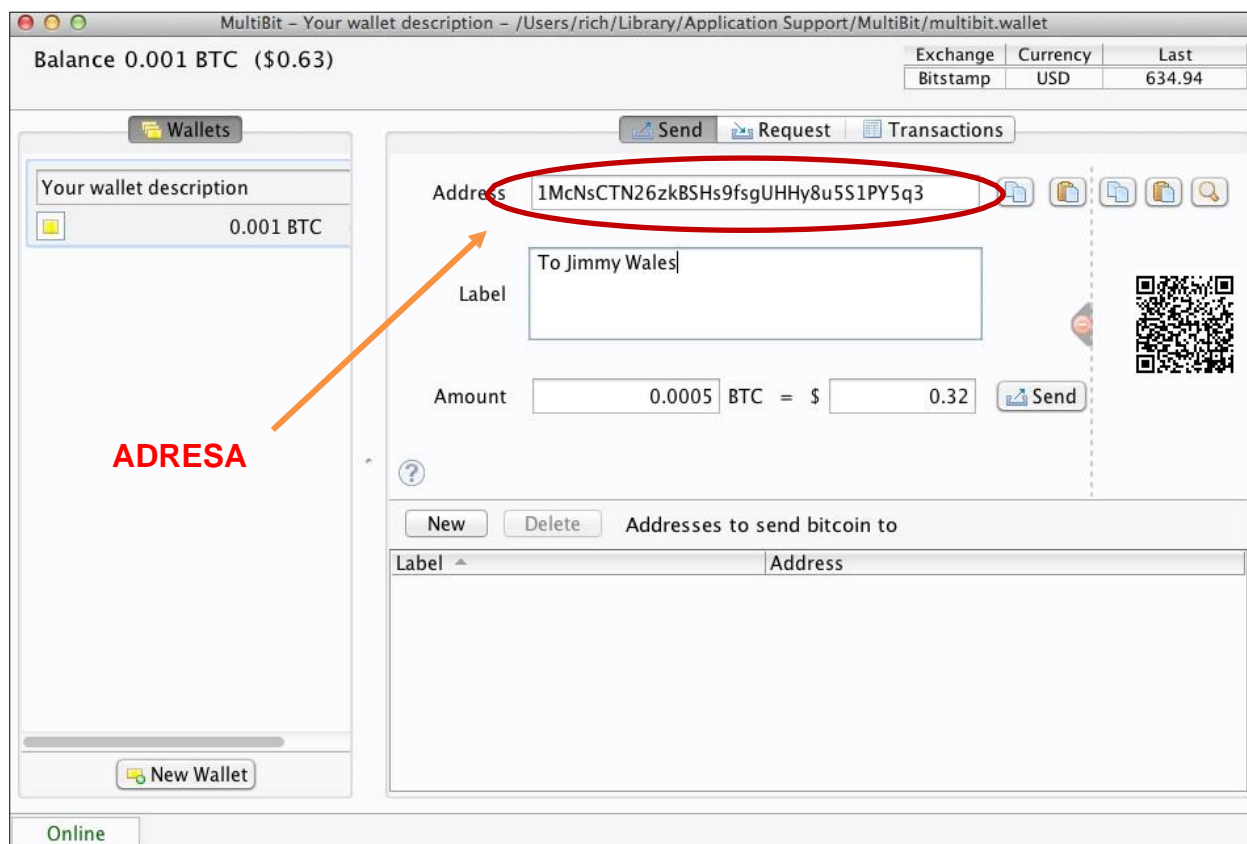 MultiBit – Your wallet description – /Users/rich/Library/Application Support/MultiBit/multibit.wallet
Balance 0.001 BTC ($0.63)
Exchange Currency Last
Bitstamp USD 634.94
Wallets
Send Request Transactions
Your wallet description
0.001 BTC
Address 1McNsCTN26zkBSHs9fsgUHHy8u5S1PY5q3
Label To Jimmy Wales
Amount 0.0005 BTC = $ 0.32 Send
ADRESA
?
New Delete Addresses to send bitcoin to
Label Address
New Wallet
Online